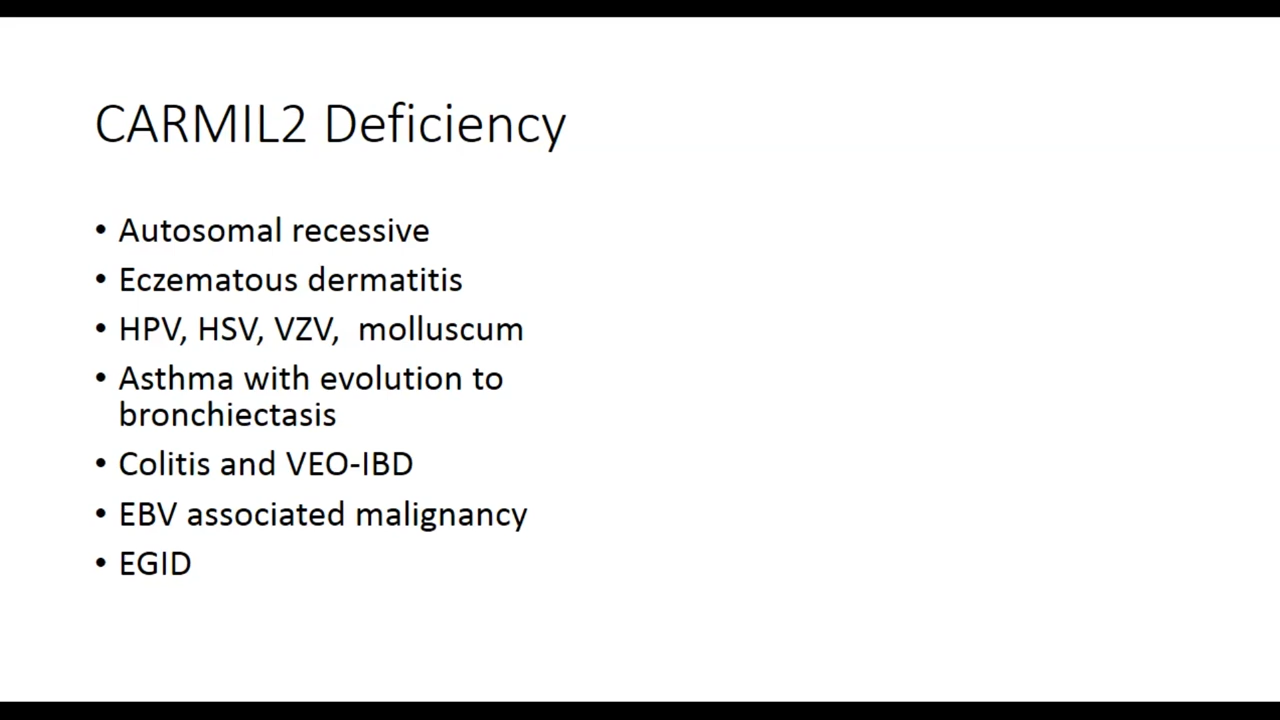 CARMIL2 Deficiency
• Autosomal recessive
• Eczematous dermatitis
• HPV, HSV, VZV,  molluscum
• Asthma with evolution to
bronchiectasis
• Colitis and VEO-IBD
• EBV associated malignancy
• EGID